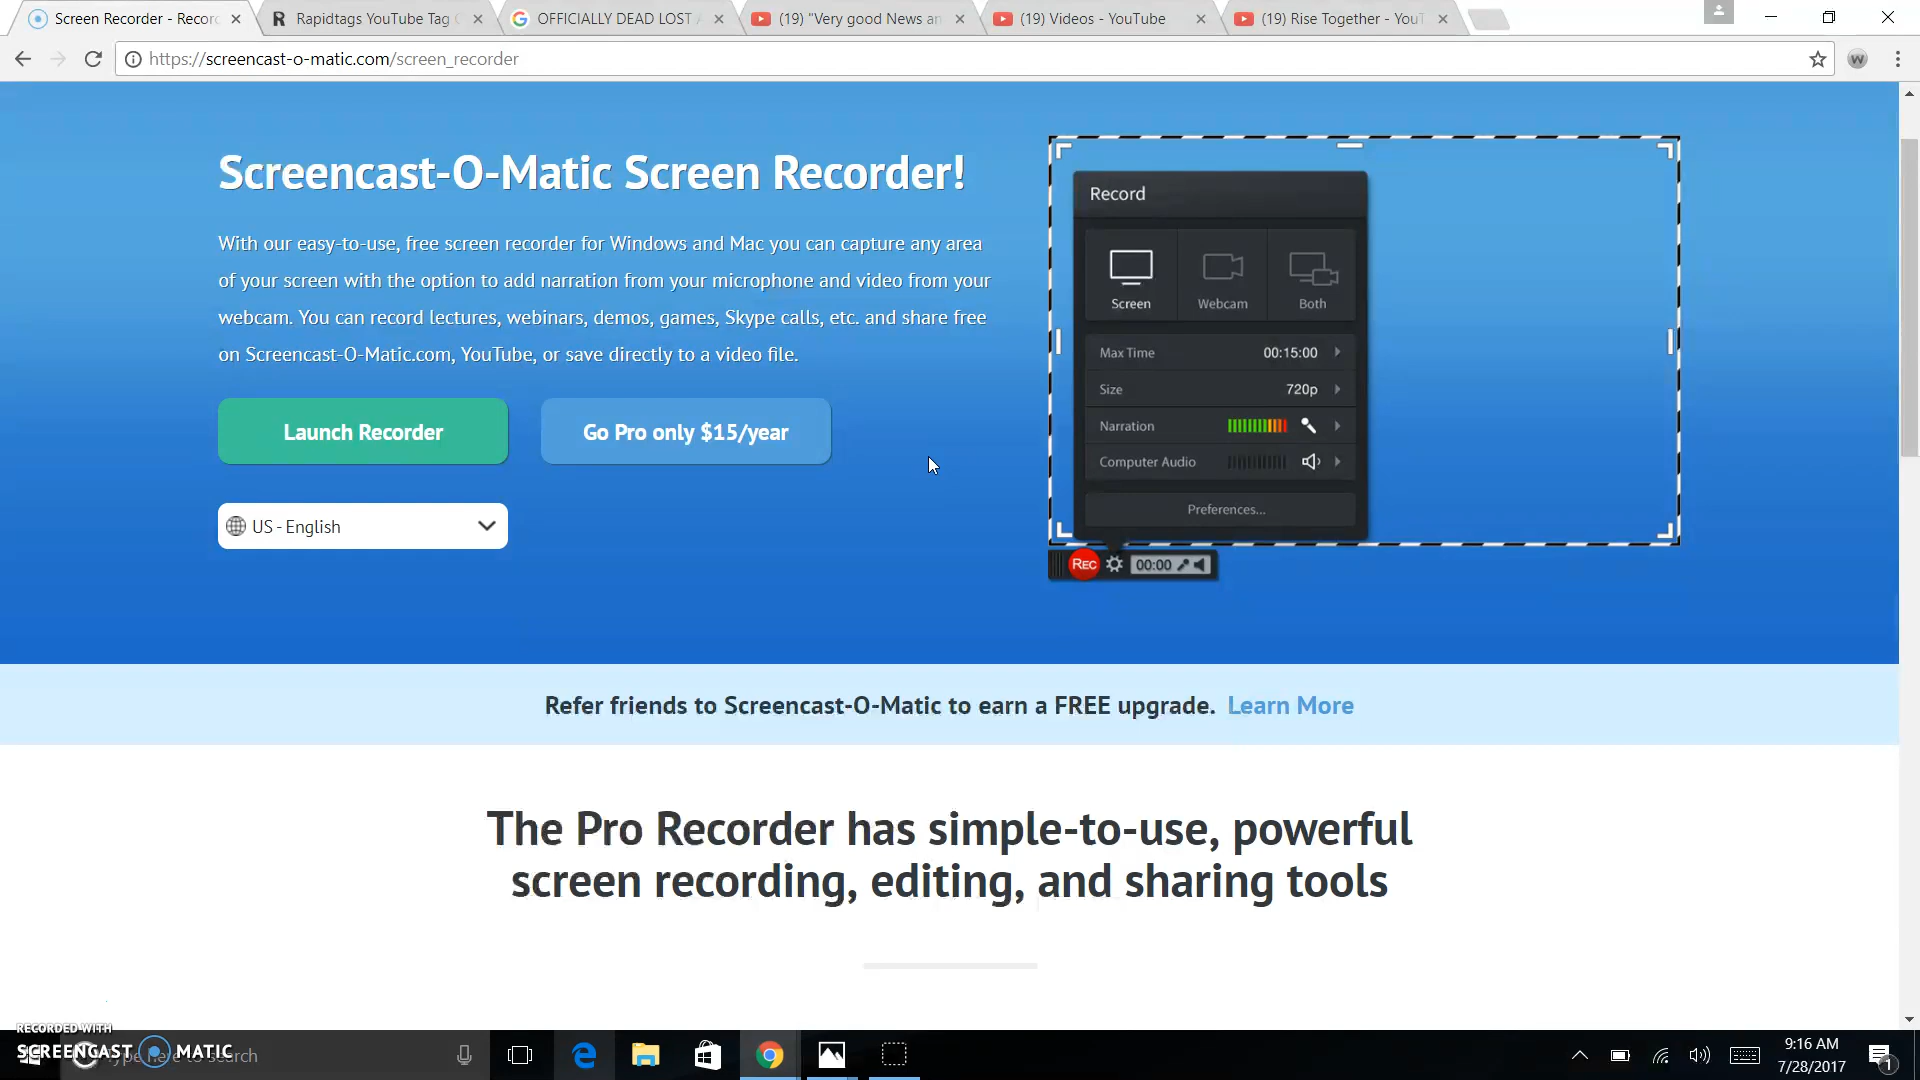 Screen Recorder - Recor
Rapidtags YouTube Tag
OFFICIALLY DEAD LOST
(19) "Very good News an
(19) Videos - YouTube
(19) Rise Together - YouT
https://screencast-o-matic.com/screen_recorder
W
Screencast-O-Matic Screen Recorder!
With our easy-to-use, free screen recorder for Windows and Mac you can capture any area
of your screen with the option to add narration from your microphone and video from your
webcam. You can record lectures, webinars, demos, games, Skype calls, etc. and share free
on Screencast-O-Matic.com, YouTube, or save directly to a video file.
Launch Recorder
Go Pro only $15/year
US - English
Record
Screen
Webcam
Both
Max Time 00:15:00
Size 720p
Narration
Computer Audio
Preferences...
REC 00:00
Refer friends to Screencast-O-Matic to earn a FREE upgrade. Learn More
The Pro Recorder has simple-to-use, powerful
screen recording, editing, and sharing tools
RECORDED WITH
SCREENCAST MATIC
Type here to search
9:16 AM
7/28/2017
1